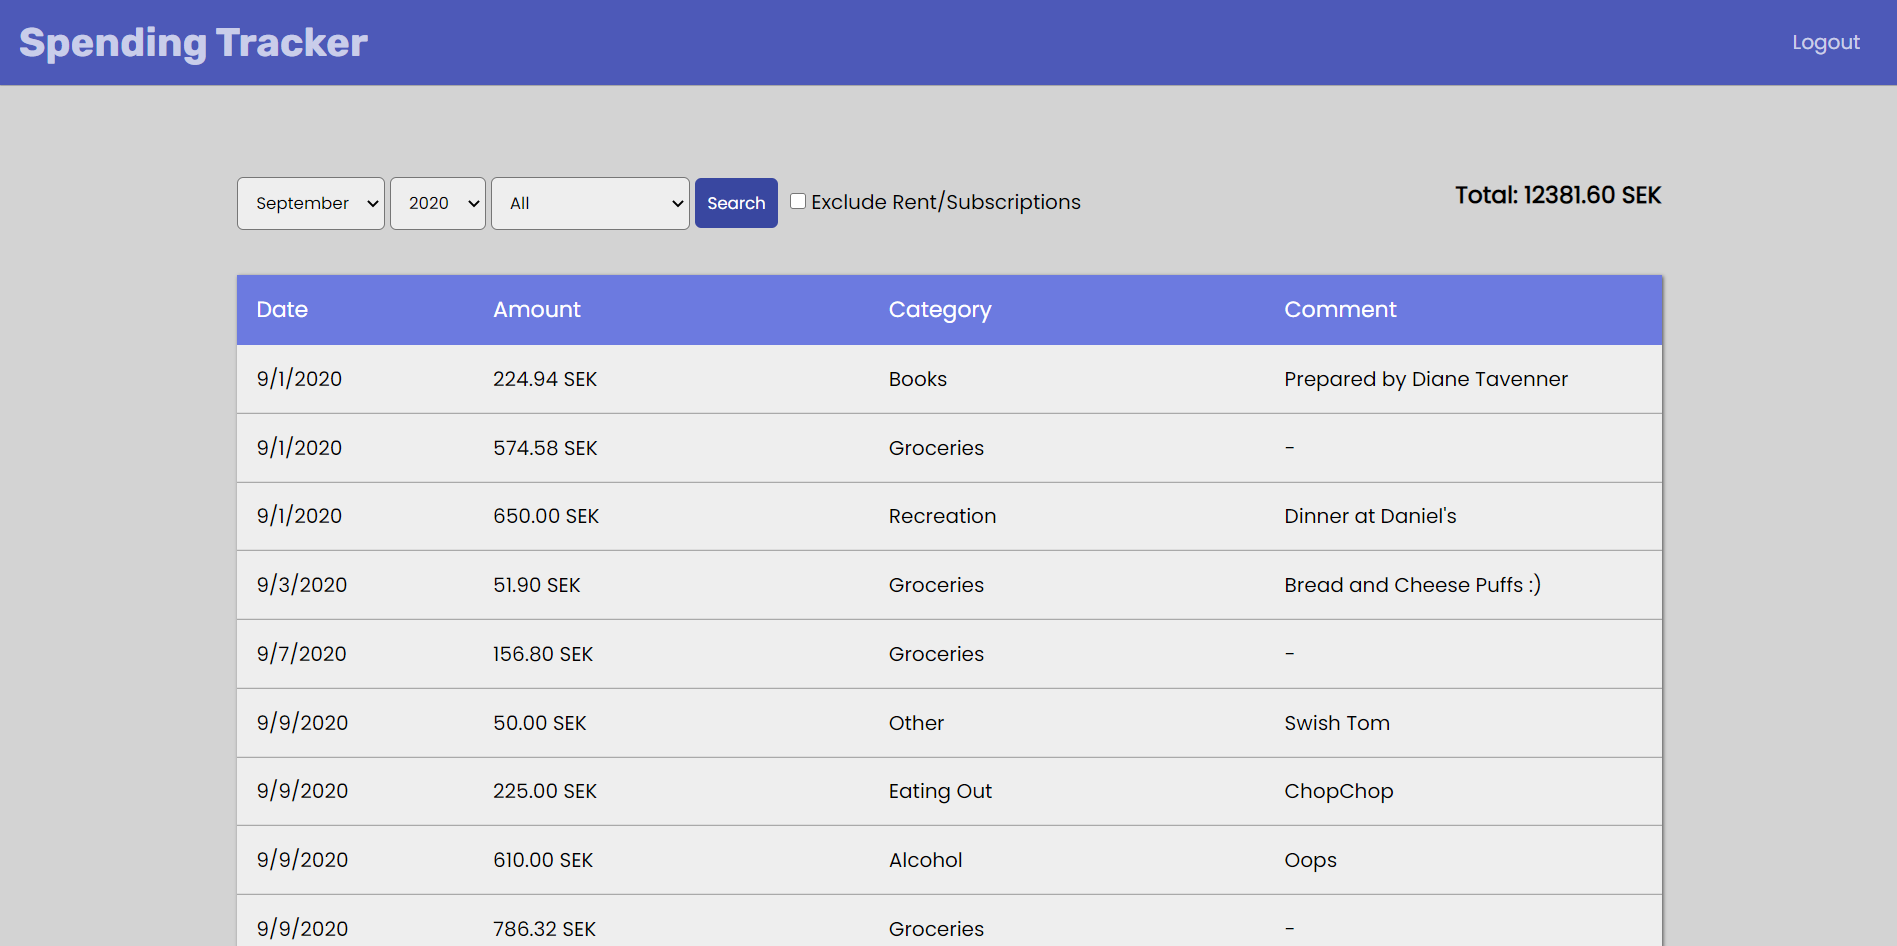 Spending Tracker Logout
September 2020 All Search Exclude Rent/Subscriptions Total: 12381.60 SEK
Date Amount Category Comment
9/1/2020 224.94 SEK Books Prepared by Diane Tavenner
9/1/2020 574.58 SEK Groceries -
9/1/2020 650.00 SEK Recreation Dinner at Daniel's
9/3/2020 51.90 SEK Groceries Bread and Cheese Puffs :)
9/7/2020 156.80 SEK Groceries -
9/9/2020 50.00 SEK Other Swish Tom
9/9/2020 225.00 SEK Eating Out ChopChop
9/9/2020 610.00 SEK Alcohol Oops
9/9/2020 786.32 SEK Groceries -